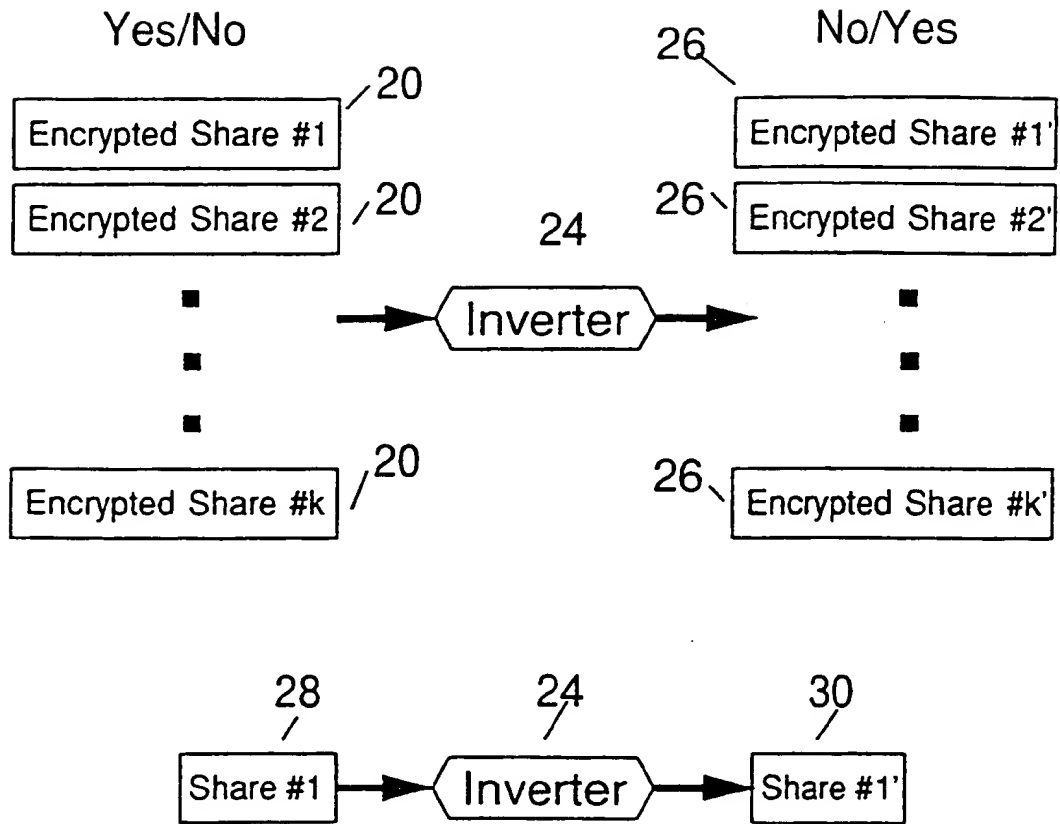 Yes/No
No/Yes
20
26
Encrypted Share #1
Encrypted Share #1'
Encrypted Share #2
20
26
Encrypted Share #2'
24
Inverter
20
26
Encrypted Share #k
Encrypted Share #k'
28
24
30
Share #1
Inverter
Share #1'